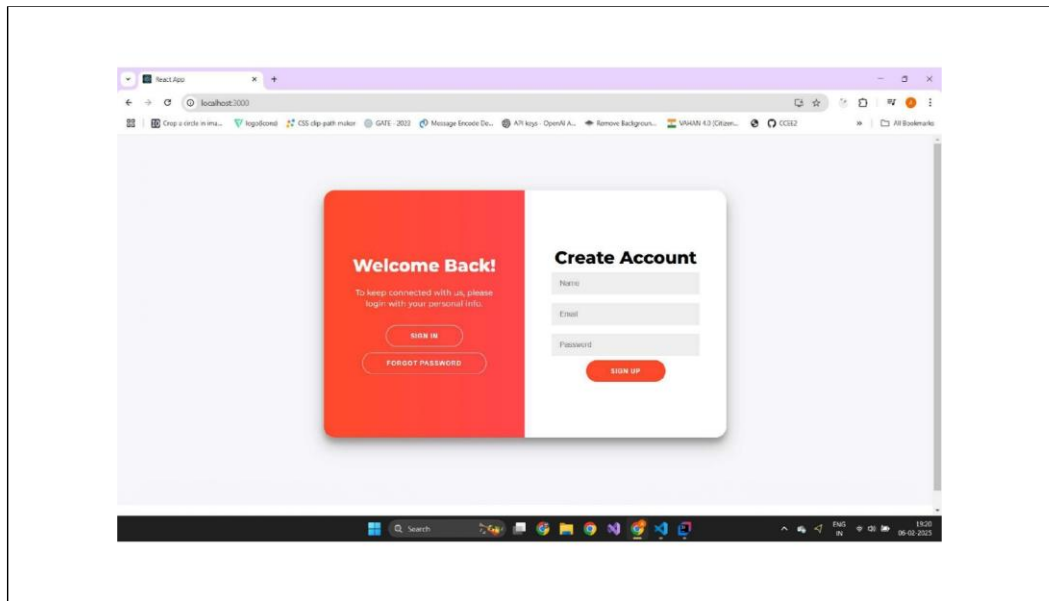 React App
localhost:3000
Crop a circle in ima...
logodconst
CSS clip-path maker
GATE - 2022
Message Encode De...
API keys - OpenAI A...
Remove Backgroun...
VAHAN 4.0 (Citizen...
CCEE2
All Bookmarks
Welcome Back!
To keep connected with us, please
login with your personal info.
SIGN IN
FORGOT PASSWORD
Create Account
Name
Email
Password
SIGN UP
Search
ENG
IN
19:20
06-02-2025